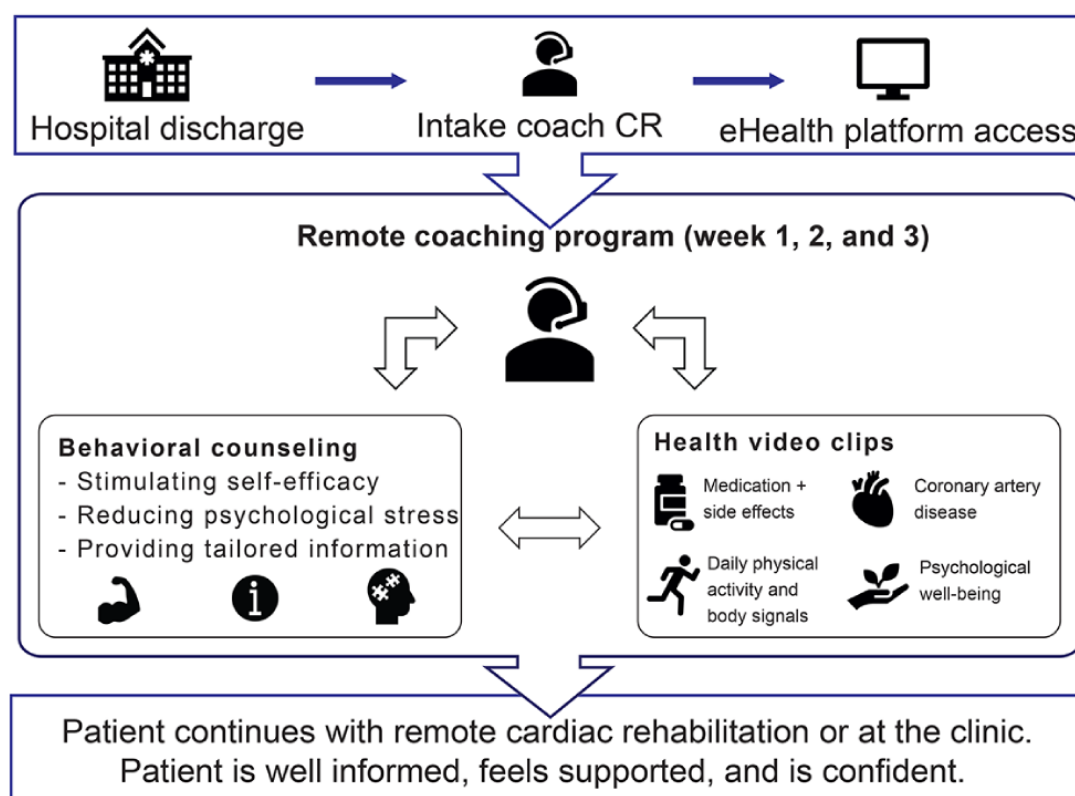 Hospital discharge
Intake coach CR
eHealth platform access
Remote coaching program (week 1, 2, and 3)
Behavioral counseling
- Stimulating self-efficacy
- Reducing psychological stress
- Providing tailored information
i
Health video clips
Medication +
side effects
Coronary artery
disease
Daily physical
activity and
body signals
Psychological
well-being
Patient continues with remote cardiac rehabilitation or at the clinic.
Patient is well informed, feels supported, and is confident.